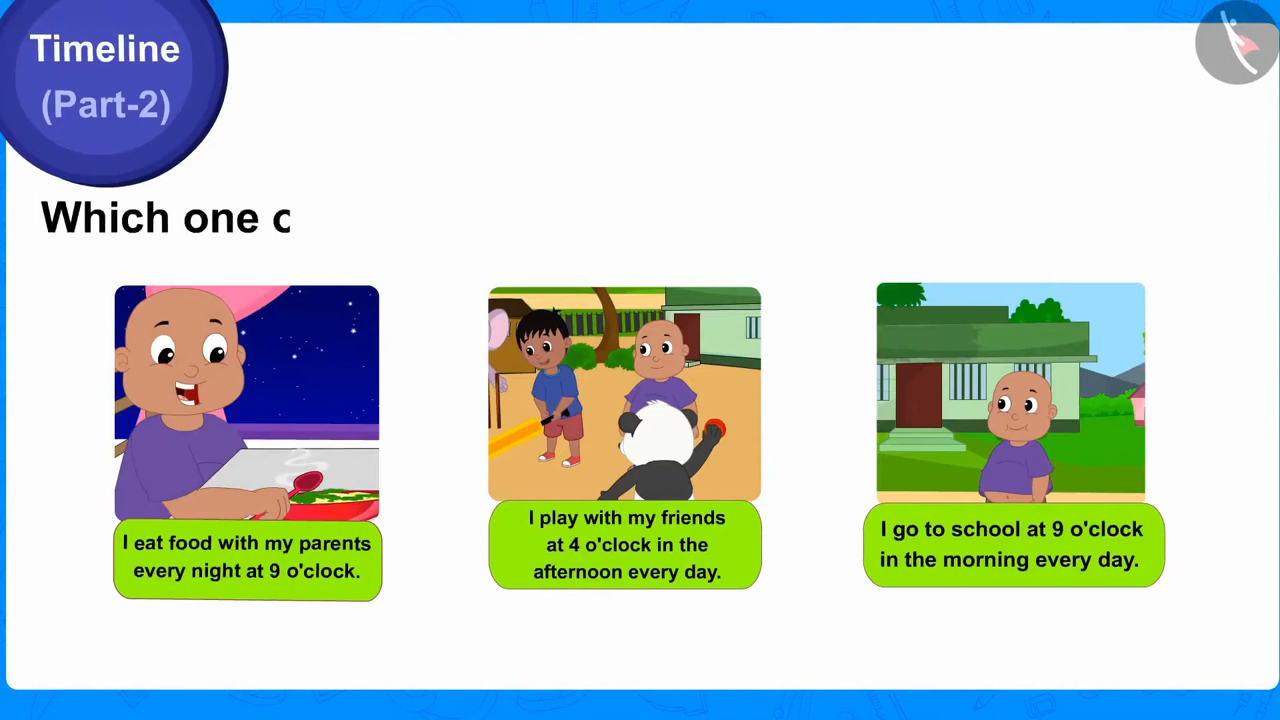 Timeline
(Part-2)
Which one
I eat food with my parents
every night at 9 o'clock.
I play with my friends
at 4 o'clock in the
afternoon every day.
I go to school at 9 o'clock
in the morning every day.